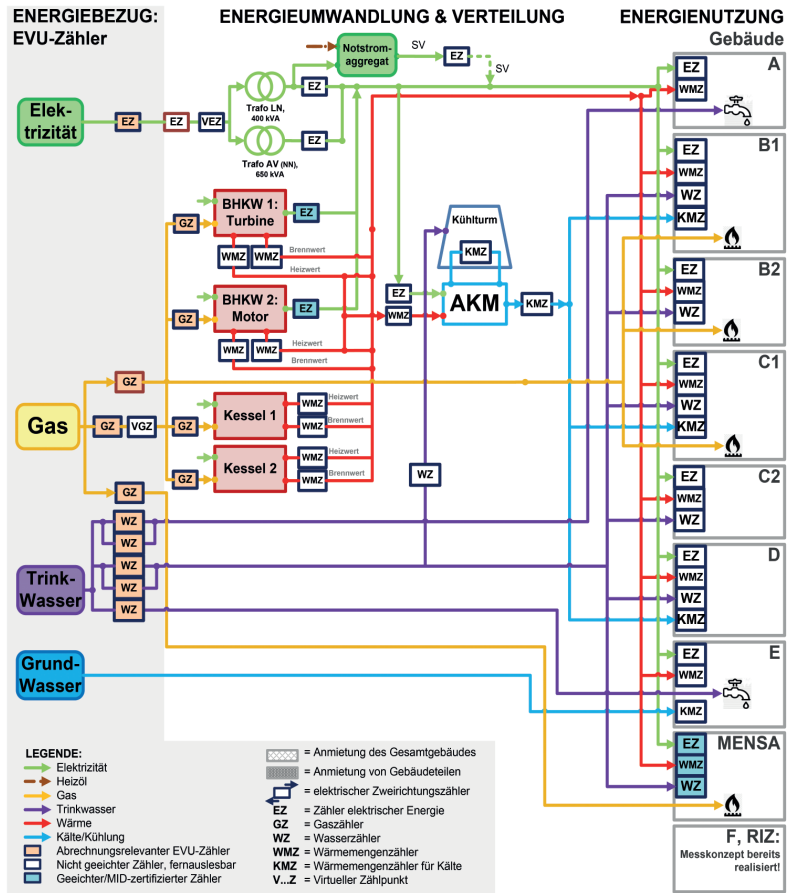 ENERGIEBEZUG:
EVU-Zähler
ENERGIEUMWANDLUNG & VERTEILUNG
ENERGIENUTZUNG
Gebäude
Elek-
trizität
EZ
EZ
VEZ
Trafo LN,
400 kVA
EZ
Trafo AV (NN),
650 kVA
EZ
Notstrom-
aggregat
SV
EZ
SV
BHKW 1:
Turbine
GZ
EZ
WMZ
WMZ
Brennwert
Heizwert
BHKW 2:
Motor
GZ
EZ
WMZ
WMZ
Heizwert
Brennwert
Kühlturm
KMZ
EZ
WMZ
AKM
KMZ
Gas
GZ
GZ
VGZ
GZ
GZ
Kessel 1
WMZ
Heizwert
WMZ
Brennwert
GZ
Kessel 2
WMZ
Heizwert
WMZ
Brennwert
WZ
Trink-
Wasser
WZ
WZ
WZ
WZ
WZ
Grund-
Wasser
A
EZ
WMZ
B1
EZ
WMZ
WZ
KMZ
B2
EZ
WMZ
WZ
C1
EZ
WMZ
WZ
KMZ
C2
EZ
WMZ
WZ
D
EZ
WMZ
WZ
KMZ
E
EZ
WMZ
KMZ
MENSA
EZ
WMZ
WZ
F, RIZ:
Messkonzept bereits
realisiert!
LEGENDE:
Elektrizität
Heizöl
Gas
Trinkwasser
Wärme
Kälte/Kühlung
Abrechnungsrelevanter EVU-Zähler
Nicht geeichter Zähler, fernauslesbar
Geeichter/MID-zertifizierter Zähler
= Anmietung des Gesamtgebäudes
= Anmietung von Gebäudeteilen
= elektrischer Zweirichtungszähler
EZ = Zähler elektrischer Energie
GZ = Gaszähler
WZ = Wasserzähler
WMZ = Wärmemengenzähler
KMZ = Wärmemengenzähler für Kälte
V...Z = Virtueller Zählpunkt